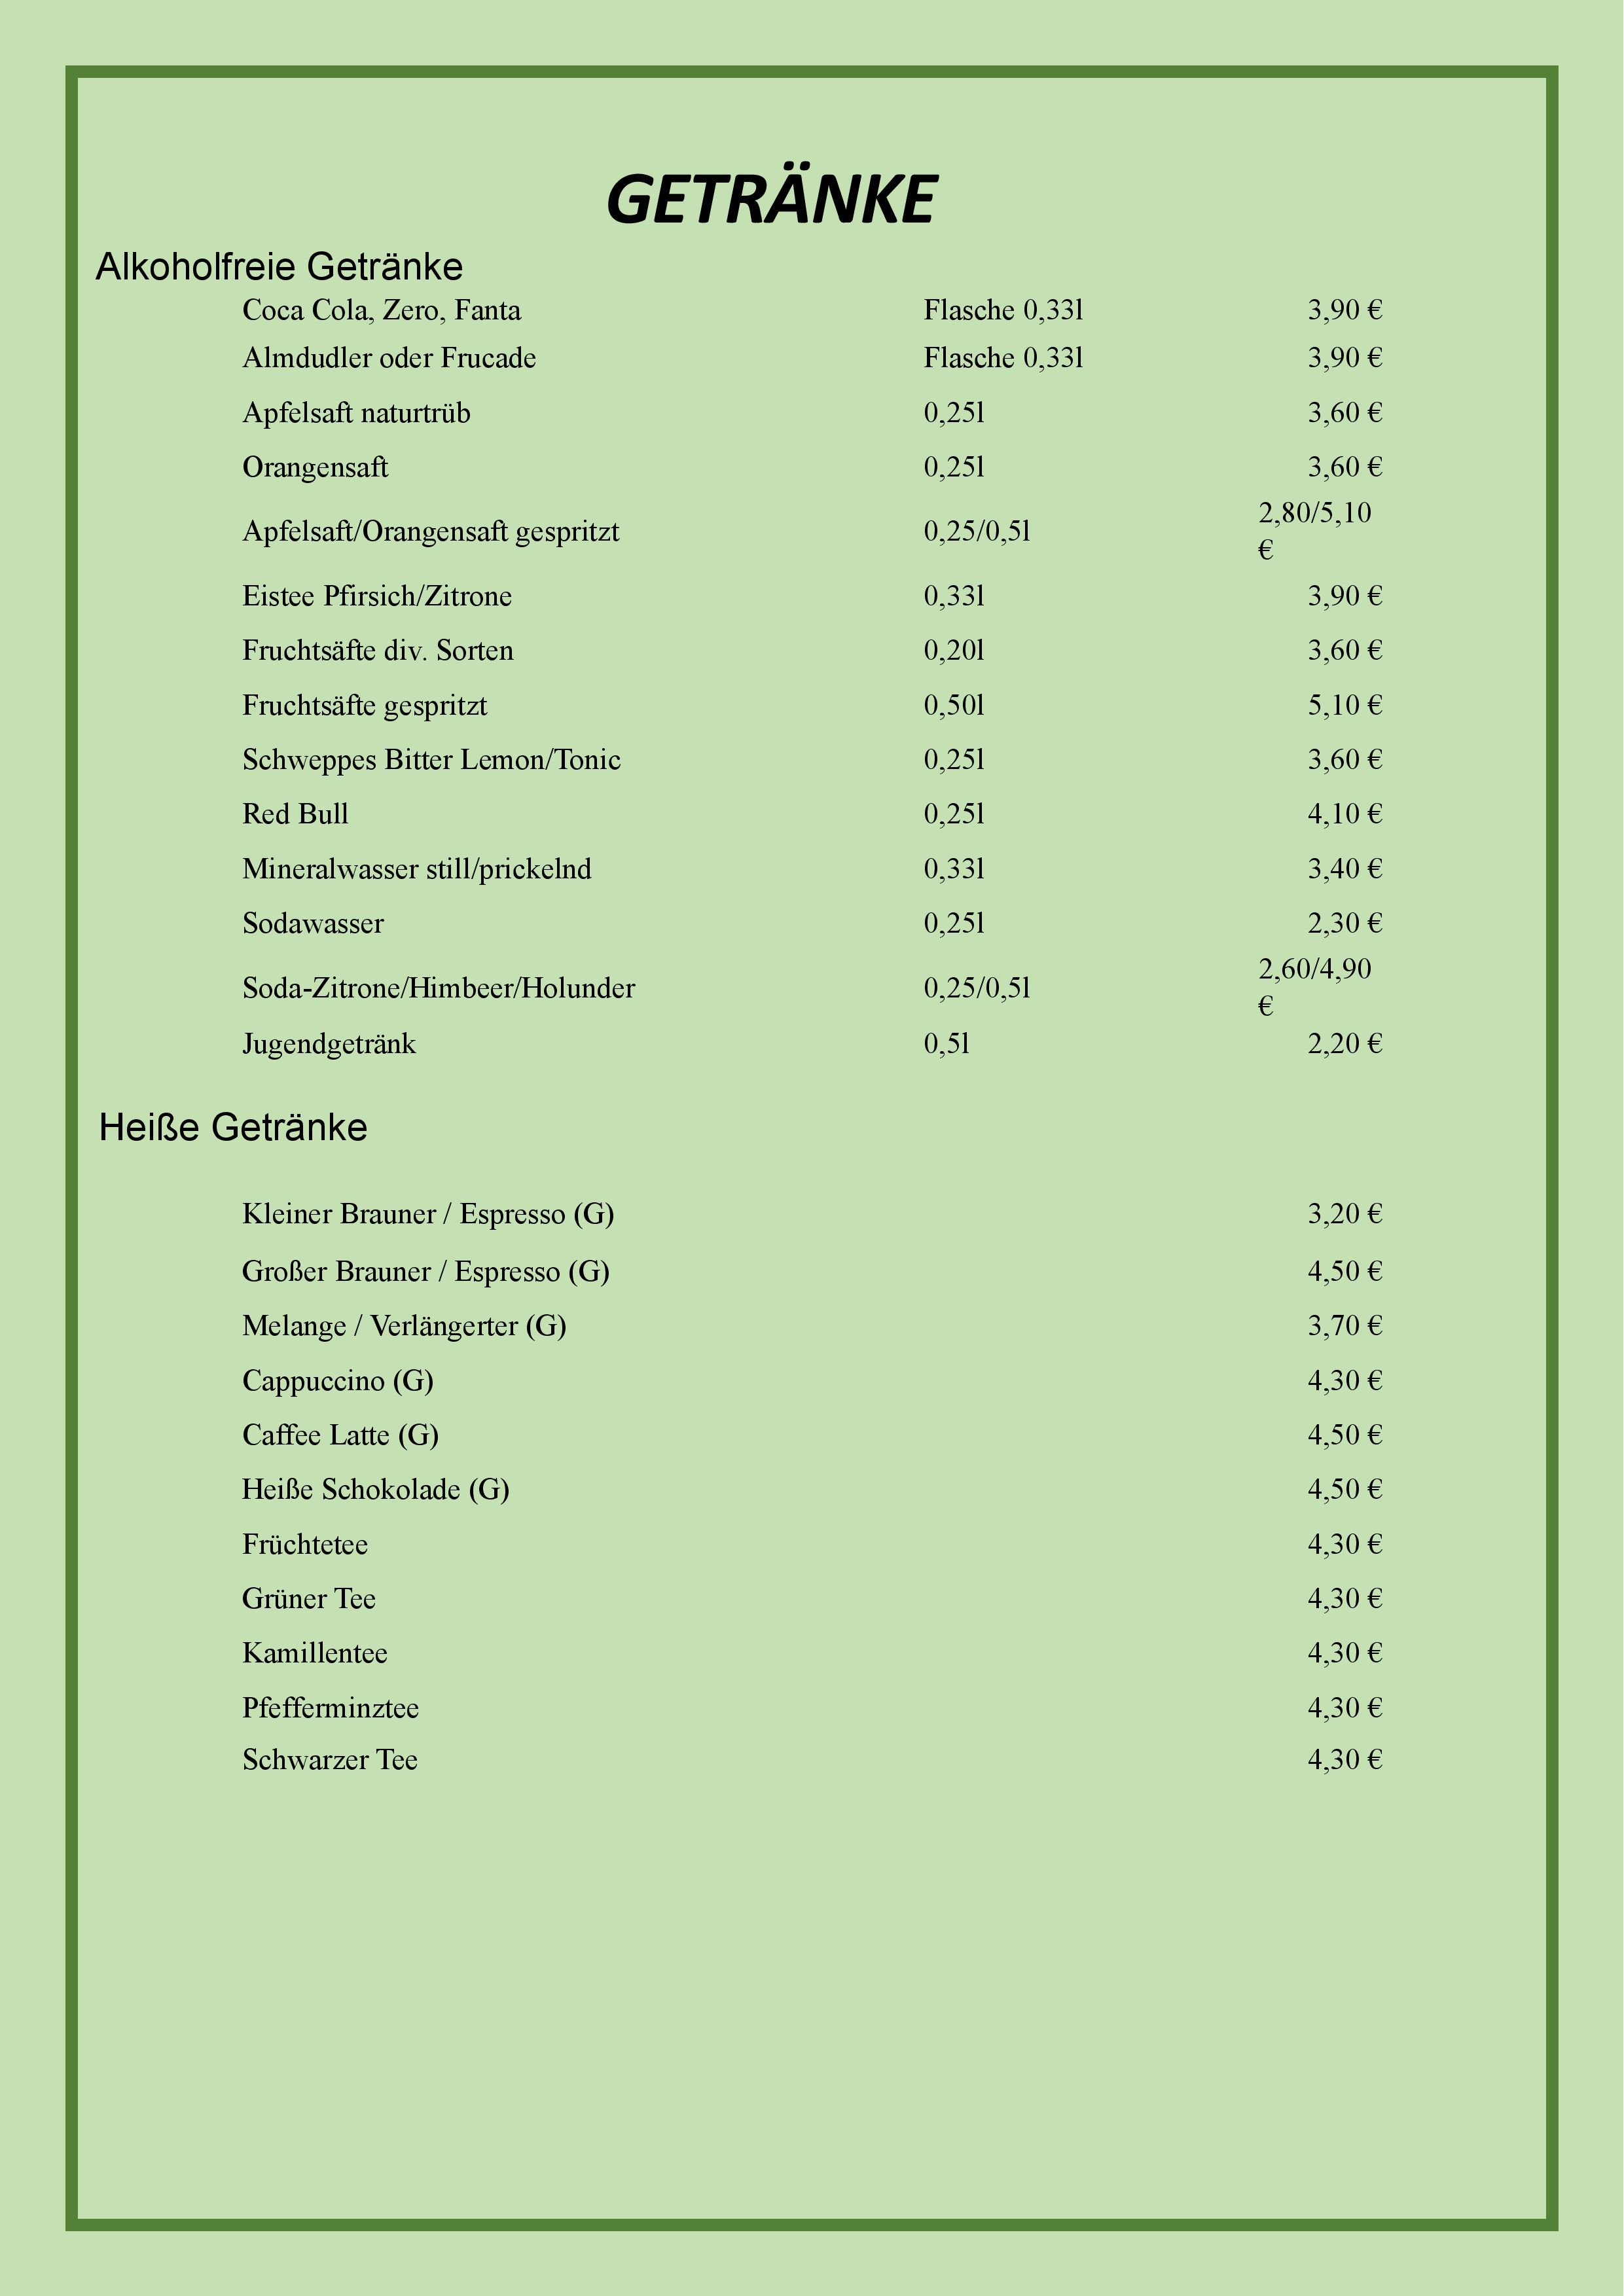 GETRÄNKE
Alkoholfreie Getränke
Coca Cola, Zero, Fanta Flasche 0,33l 3,90 €
Almdudler oder Frucade Flasche 0,33l 3,90 €
Apfelsaft naturtrüb 0,25l 3,60 €
Orangensaft 0,25l 3,60 €
Apfelsaft/Orangensaft gespritzt 0,25/0,5l 2,80/5,10 €
Eistee Pfirsich/Zitrone 0,33l 3,90 €
Fruchtsäfte div. Sorten 0,20l 3,60 €
Fruchtsäfte gespritzt 0,50l 5,10 €
Schweppes Bitter Lemon/Tonic 0,25l 3,60 €
Red Bull 0,25l 4,10 €
Mineralwasser still/prickelnd 0,33l 3,40 €
Sodawasser 0,25l 2,30 €
Soda-Zitrone/Himbeer/Holunder 0,25/0,5l 2,60/4,90 €
Jugendgetränk 0,5l 2,20 €
Heiße Getränke
Kleiner Brauner / Espresso (G) 3,20 €
Großer Brauner / Espresso (G) 4,50 €
Melange / Verlängerter (G) 3,70 €
Cappuccino (G) 4,30 €
Caffee Latte (G) 4,50 €
Heiße Schokolade (G) 4,50 €
Früchtetee 4,30 €
Grüner Tee 4,30 €
Kamillentee 4,30 €
Pfefferminztee 4,30 €
Schwarzer Tee 4,30 €